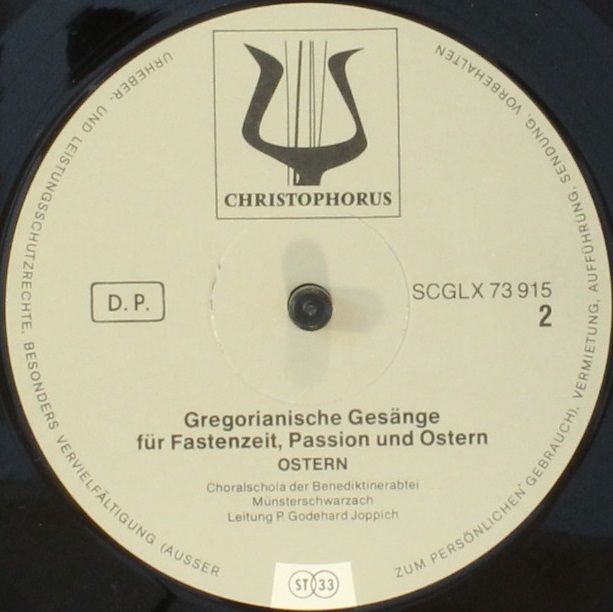 CHRISTOPHORUS
D. P.
SCGLX 73 915
2
Gregorianische Gesänge
für Fastenzeit, Passion und Ostern
OSTERN
Choralschola der Benediktinerabtei
Münsterschwarzach
Leitung P. Godehard Joppich
ST 33
URHEBER- UND LEISTUNGSSCHUTZRECHTE, BESONDERS VERVIELFÄLTIGUNG (AUSSER
ZUM PERSÖNLICHEN GEBRAUCH), VERMIETUNG, AUFFÜHRUNG, SENDUNG, VORBEHALTEN